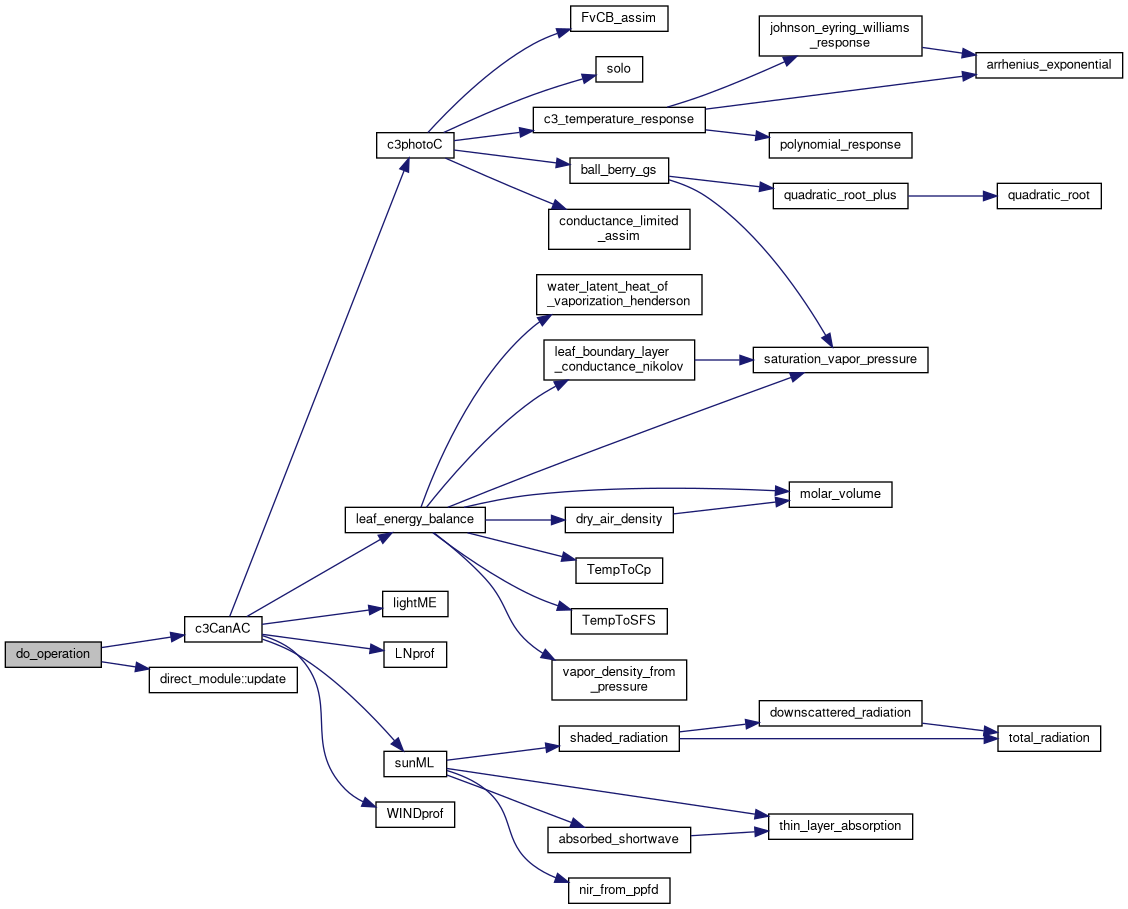 FvCB_assim
johnson_eyring_williams
_response
solo
arrhenius_exponential
c3_temperature_response
c3photoC
polynomial_response
ball_berry_gs
quadratic_root_plus
quadratic_root
conductance_limited
_assim
water_latent_heat_of
_vaporization_henderson
leaf_boundary_layer
_conductance_nikolov
saturation_vapor_pressure
molar_volume
leaf_energy_balance
dry_air_density
TempToCp
lightME
TempToSFS
c3CanAC
do_operation
LNprof
direct_module::update
vapor_density_from
_pressure
downscattered_radiation
shaded_radiation
total_radiation
sunML
WINDprof
thin_layer_absorption
absorbed_shortwave
nir_from_ppfd